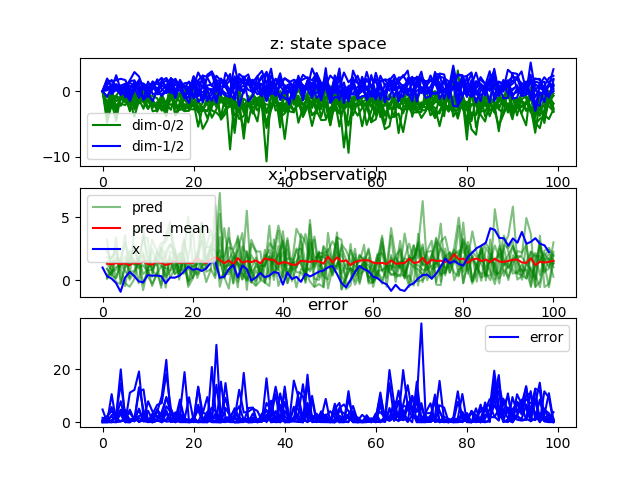 z: state space
0
−10
dim-0/2
dim-1/2
0 20 40 60 80 100
x: observation
5
0
pred
pred_mean
x
0 20 40 60 80 100
error
20
0
error
0 20 40 60 80 100